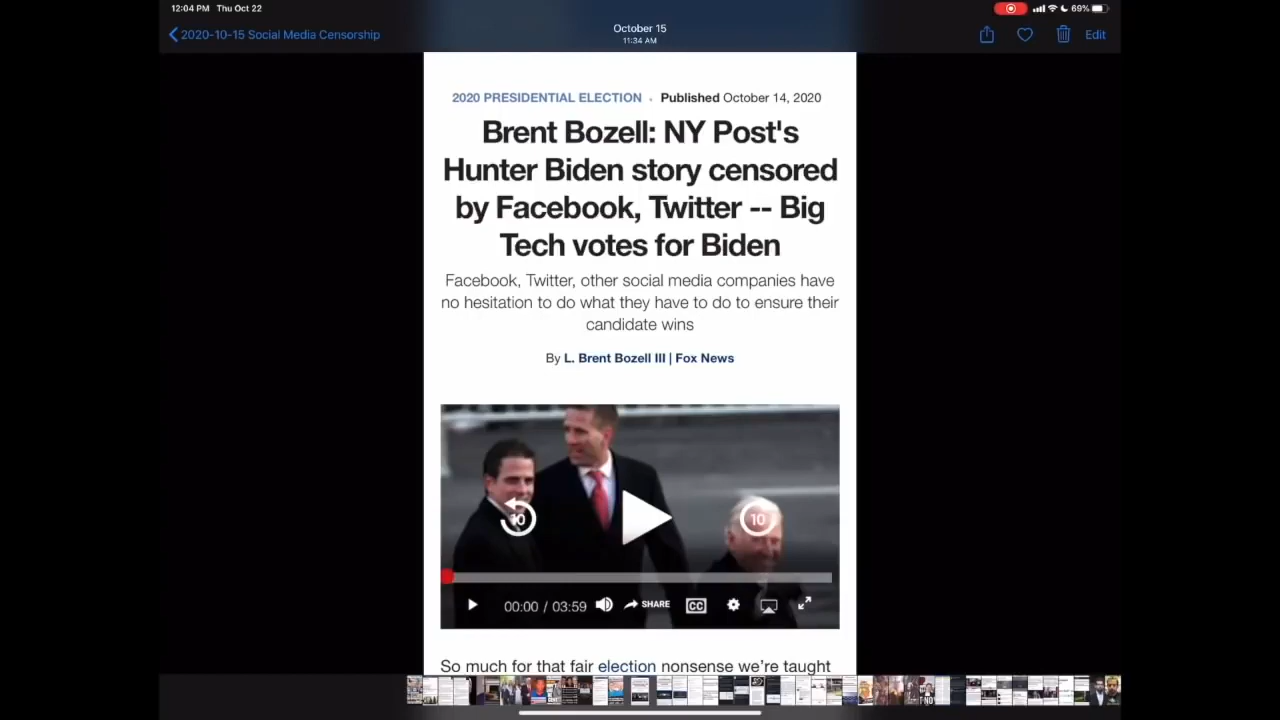 12:04 PM Thu Oct 22
69%
2020-10-15 Social Media Censorship
October 15
11:34 AM
Edit
2020 PRESIDENTIAL ELECTION · Published October 14, 2020
Brent Bozell: NY Post's
Hunter Biden story censored
by Facebook, Twitter -- Big
Tech votes for Biden
Facebook, Twitter, other social media companies have
no hesitation to do what they have to do to ensure their
candidate wins
By L. Brent Bozell III | Fox News
10
10
00:00 / 03:59
SHARE
CC
So much for that fair election nonsense we're taught